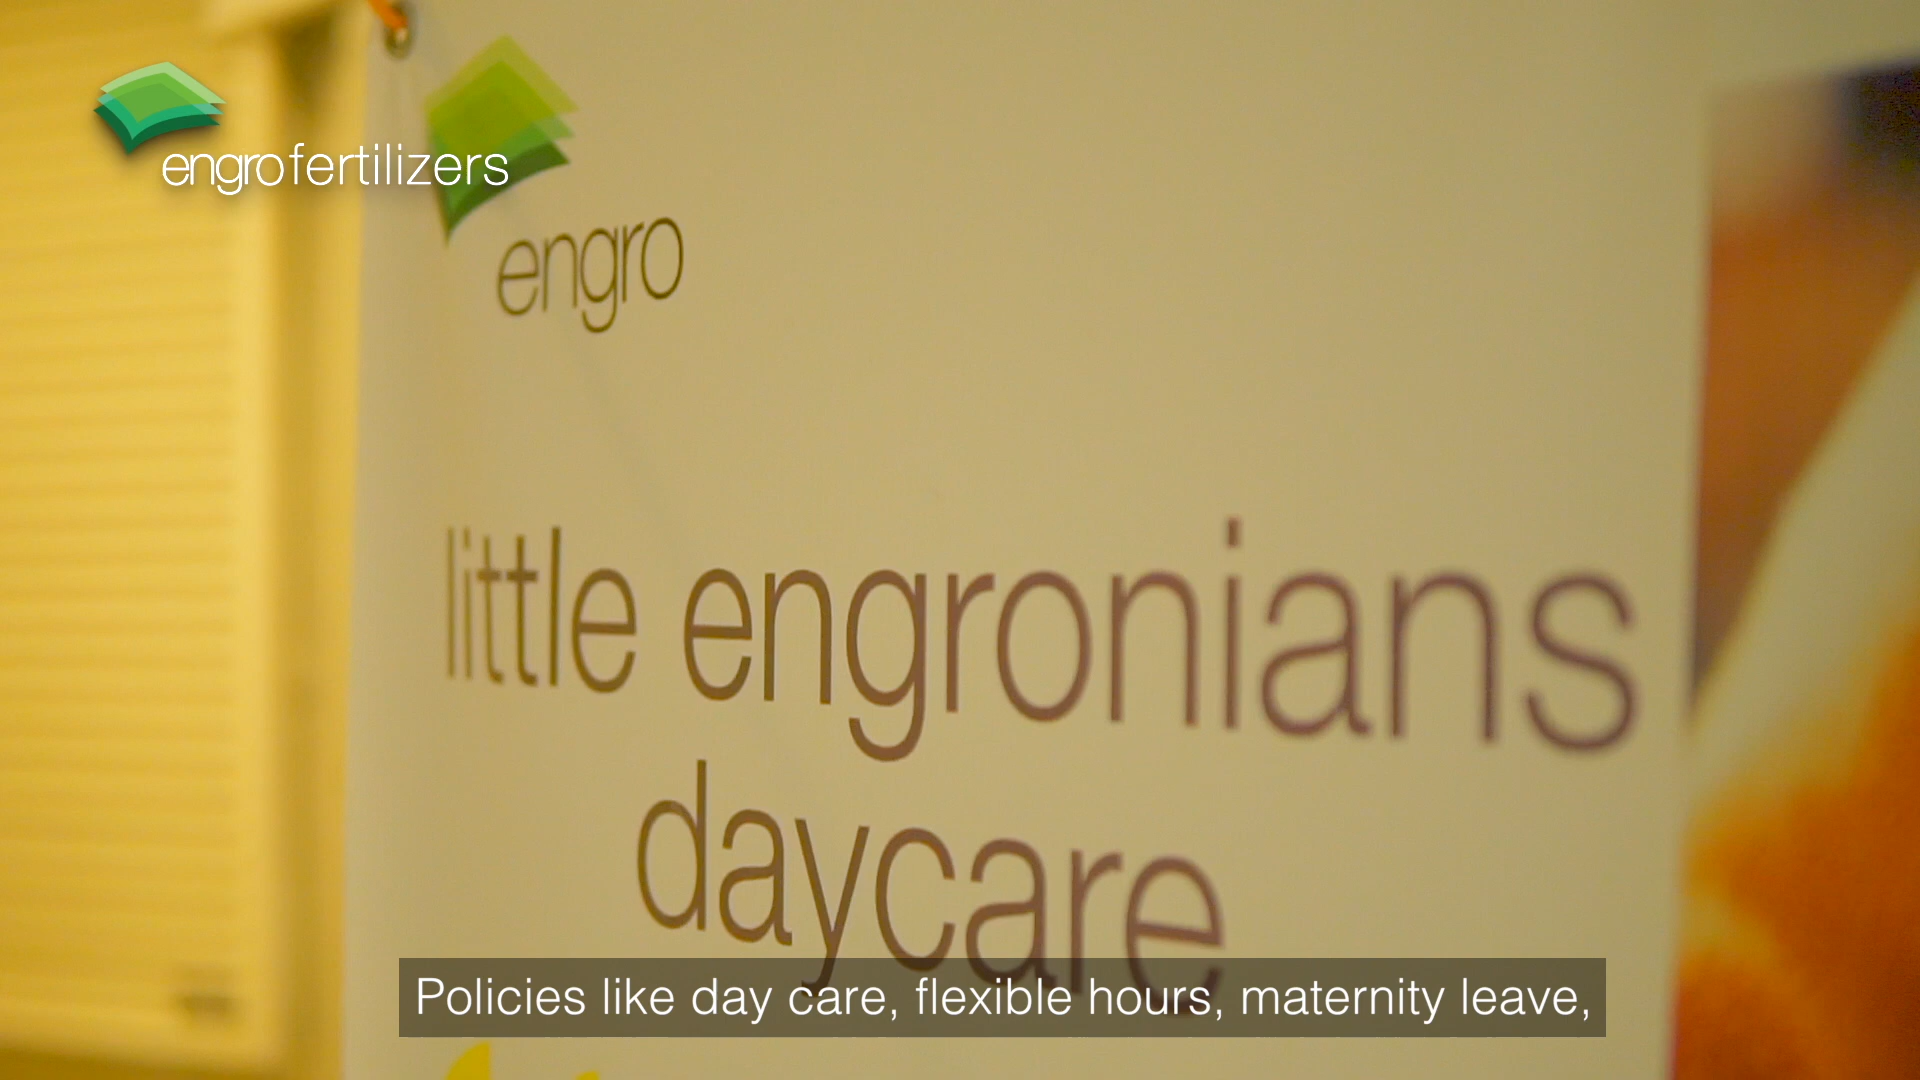 engrofertilizers
engro
little engronians
daycare
Policies like day care, flexible hours, maternity leave,